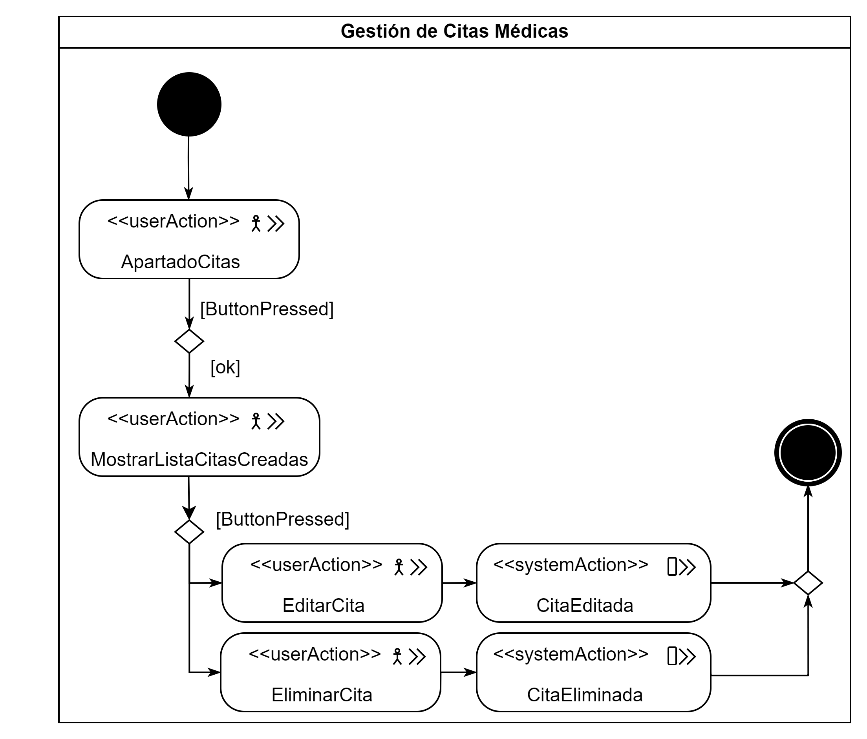 Gestión de Citas Médicas
<<userAction>>
ApartadoCitas
[ButtonPressed]
[ok]
<<userAction>>
MostrarListaCitasCreadas
[ButtonPressed]
<<userAction>>
EditarCita
<<systemAction>>
CitaEditada
<<userAction>>
EliminarCita
<<systemAction>>
CitaEliminada